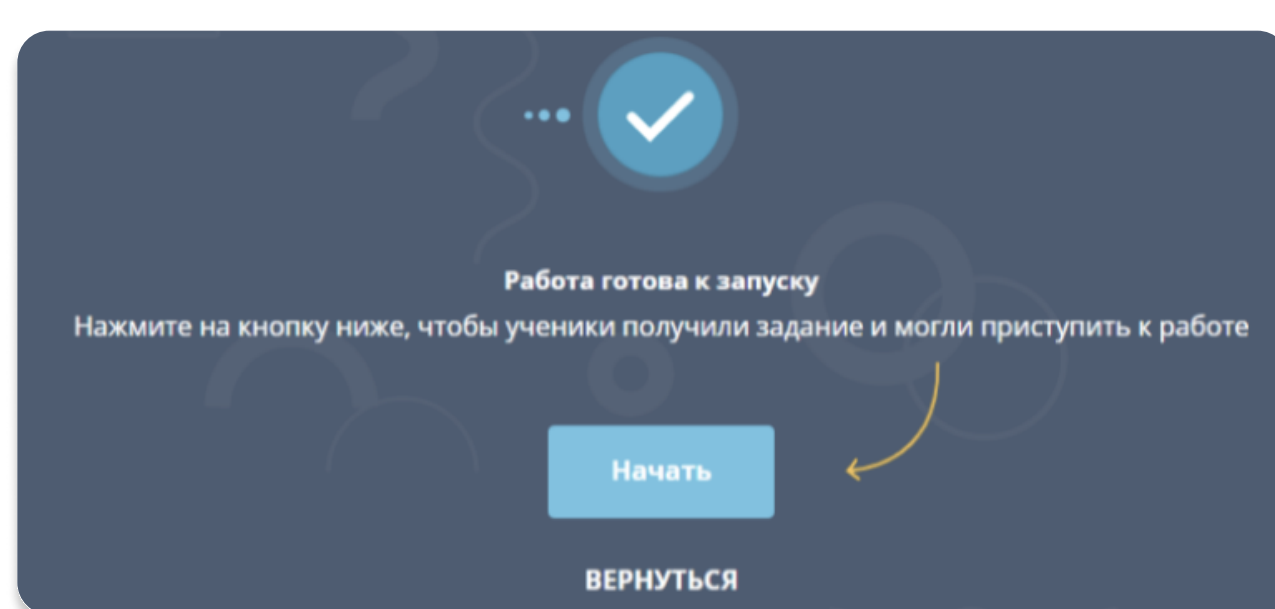 Работа готова к запуску
Нажмите на кнопку ниже, чтобы ученики получили задание и могли приступить к работе
Начать
ВЕРНУТЬСЯ